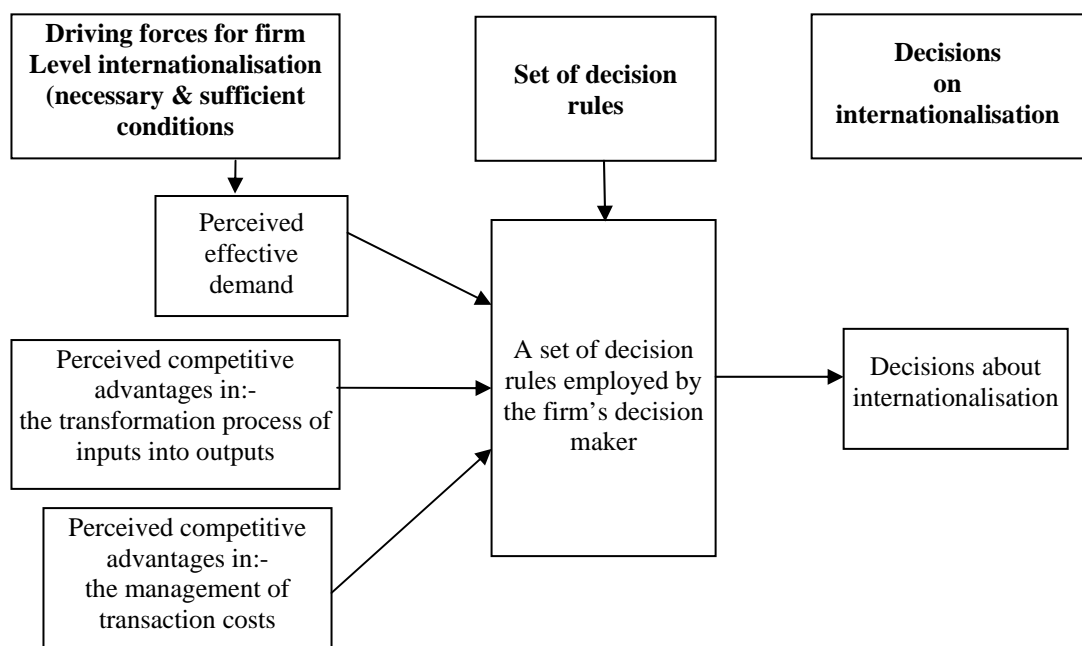 Driving forces for firm
Level internationalisation
(necessary & sufficient
conditions
Set of decision
rules
Decisions
on
internationalisation
Perceived
effective
demand
Perceived competitive
advantages in:-
the transformation process of
inputs into outputs
Perceived competitive
advantages in:-
the management of
transaction costs
A set of decision
rules employed by
the firm’s decision
maker
Decisions about
internationalisation